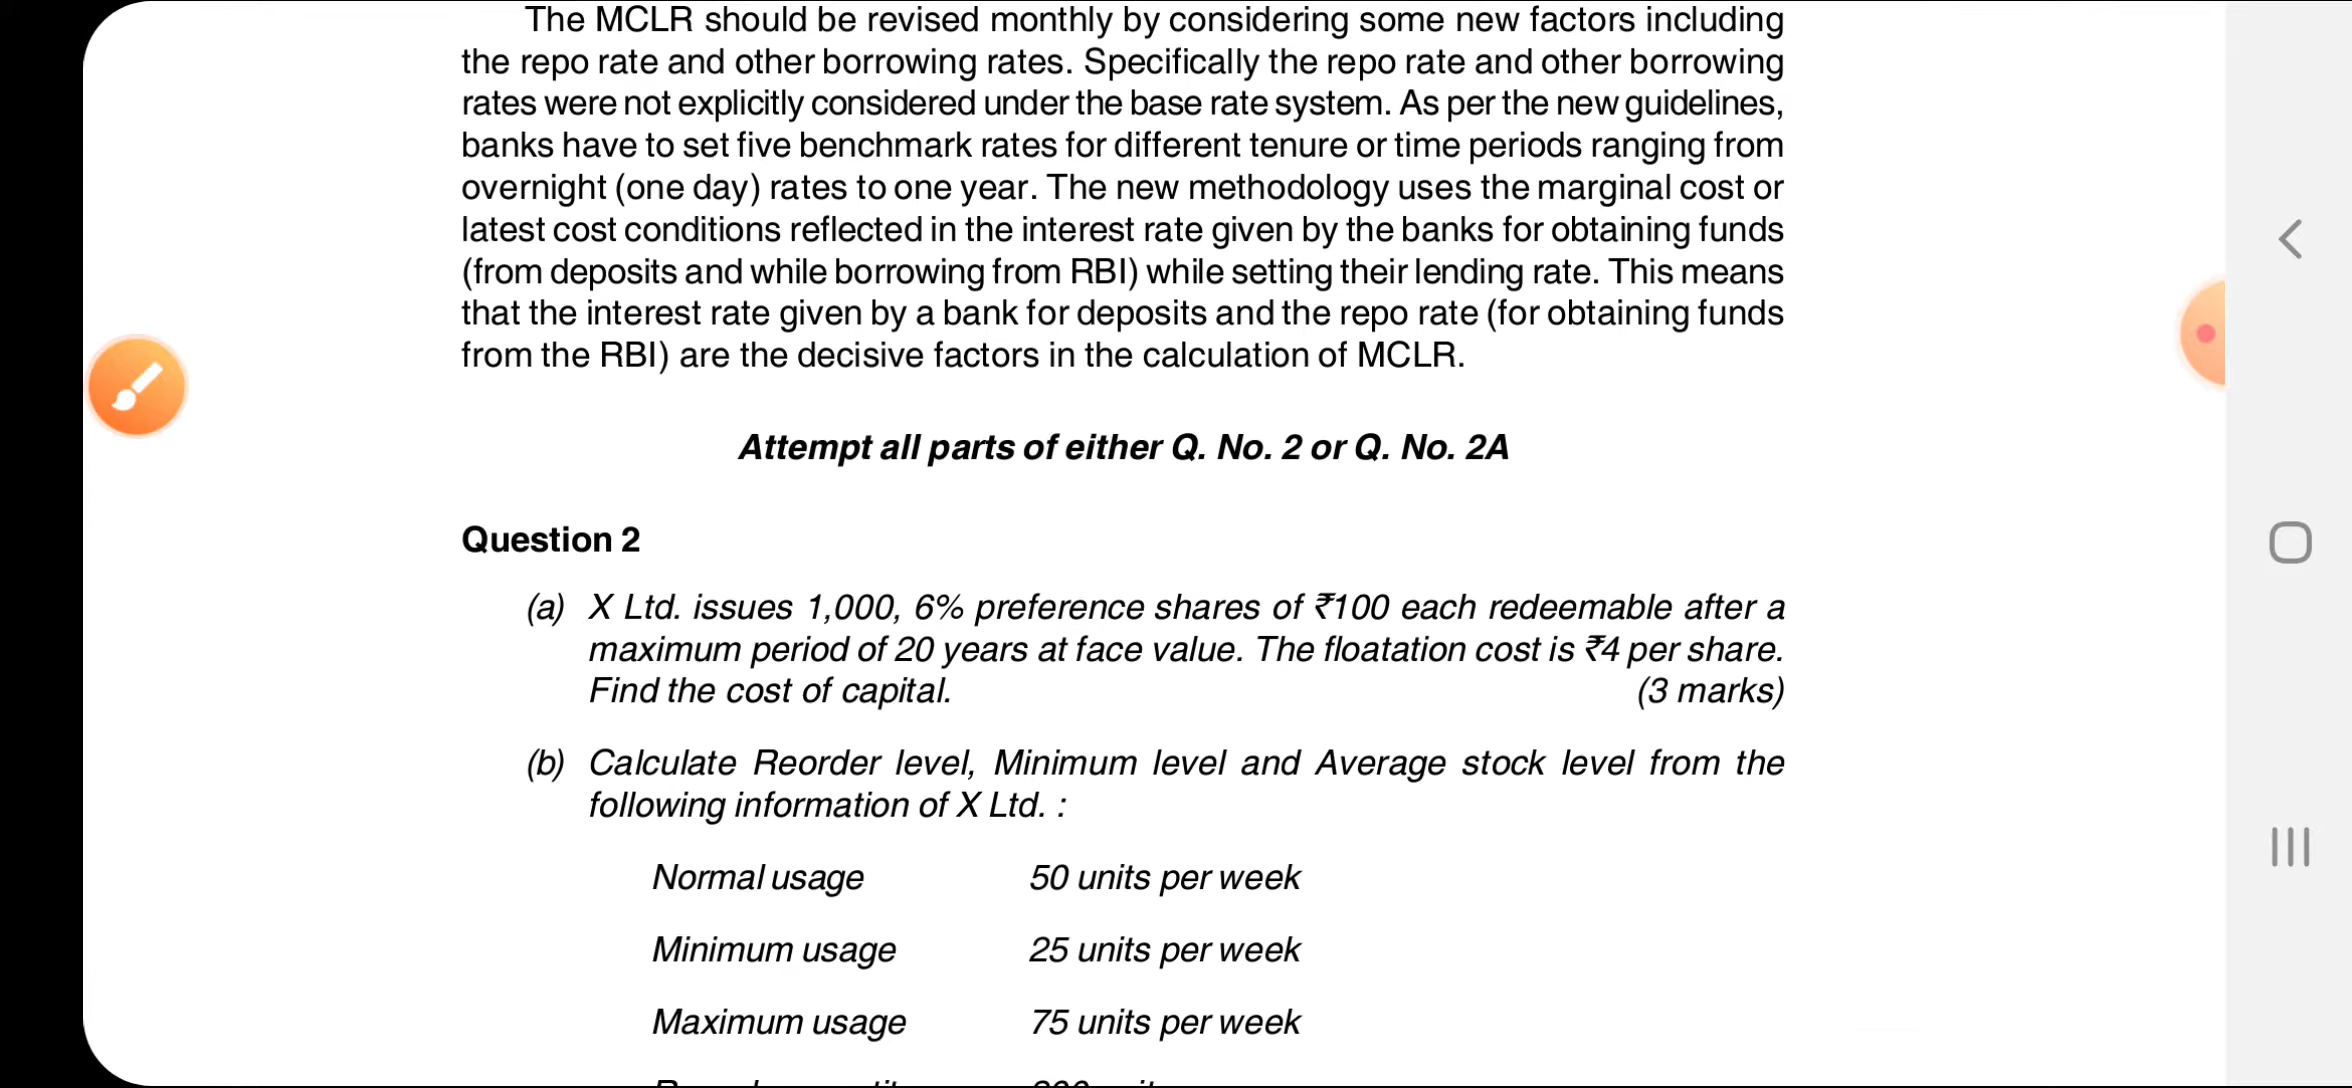 The MCLR should be revised monthly by considering some new factors including
the repo rate and other borrowing rates. Specifically the repo rate and other borrowing
rates were not explicitly considered under the base rate system. As per the new guidelines,
banks have to set five benchmark rates for different tenure or time periods ranging from
overnight (one day) rates to one year. The new methodology uses the marginal cost or
latest cost conditions reflected in the interest rate given by the banks for obtaining funds
(from deposits and while borrowing from RBI) while setting their lending rate. This means
that the interest rate given by a bank for deposits and the repo rate (for obtaining funds
from the RBI) are the decisive factors in the calculation of MCLR.
Attempt all parts of either Q. No. 2 or Q. No. 2A
Question 2
(a) X Ltd. issues 1,000, 6% preference shares of ₹100 each redeemable after a
maximum period of 20 years at face value. The floatation cost is ₹4 per share.
Find the cost of capital. (3 marks)
(b) Calculate Reorder level, Minimum level and Average stock level from the
following information of X Ltd. :
Normal usage 50 units per week
Minimum usage 25 units per week
Maximum usage 75 units per week